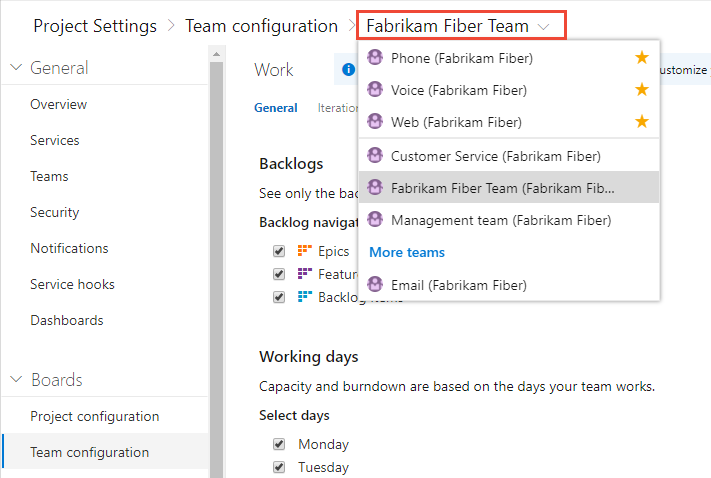 Project Settings > Team configuration > Fabrikam Fiber Team
General
Overview
Services
Teams
Security
Notifications
Service hooks
Dashboards
Boards
Project configuration
Team configuration
Work
ustomize
General Iteration
Backlogs
See only the bac
Backlog navigat
Epics
Featur
Backlog items
Working days
Capacity and burndown are based on the days your team works.
Select days
Monday
Tuesday
Phone (Fabrikam Fiber)
Voice (Fabrikam Fiber)
Web (Fabrikam Fiber)
Customer Service (Fabrikam Fiber)
Fabrikam Fiber Team (Fabrikam Fib...
Management team (Fabrikam Fiber)
More teams
Email (Fabrikam Fiber)